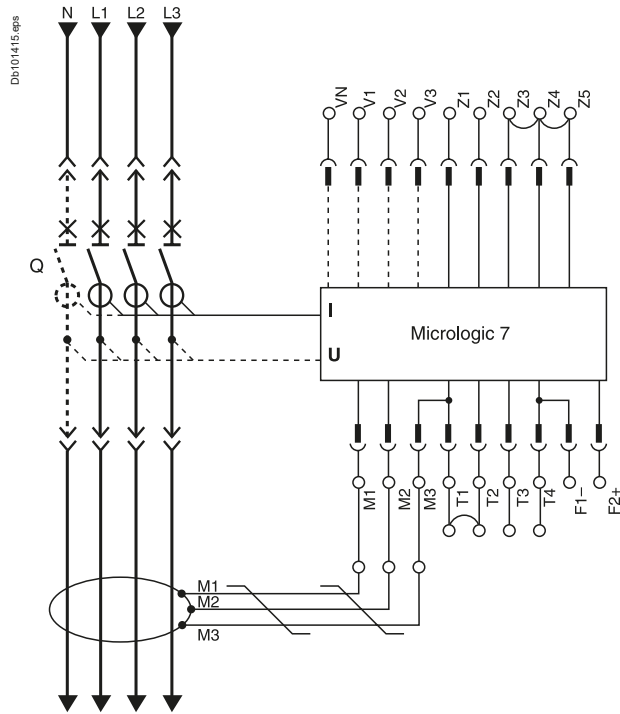 Db101415.eps
N L1 L2 L3
VN V1 V2 V3 Z1 Z2 Z3 Z4 Z5
Q
I
Micrologic 7
U
M1 M2 M3 T1 T2 T3 T4 F1– F2+
M1
M2
M3